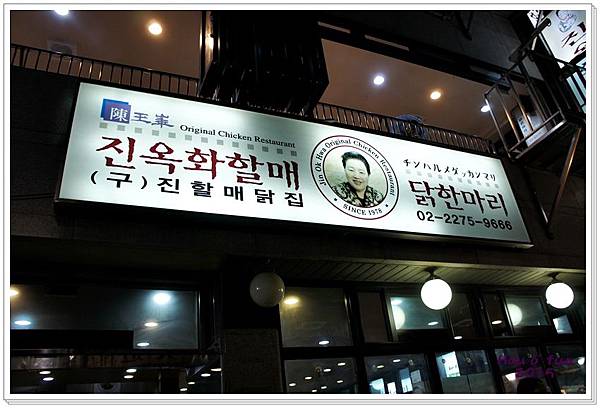 陳玉華 Original Chicken Restaurant
진옥화할매
(구)진할매닭집
Jin Ok Hwa Original Chicken Restaurant
SINCE 1978
チンハルメダッカンマリ
닭한마리
02-2275-9666